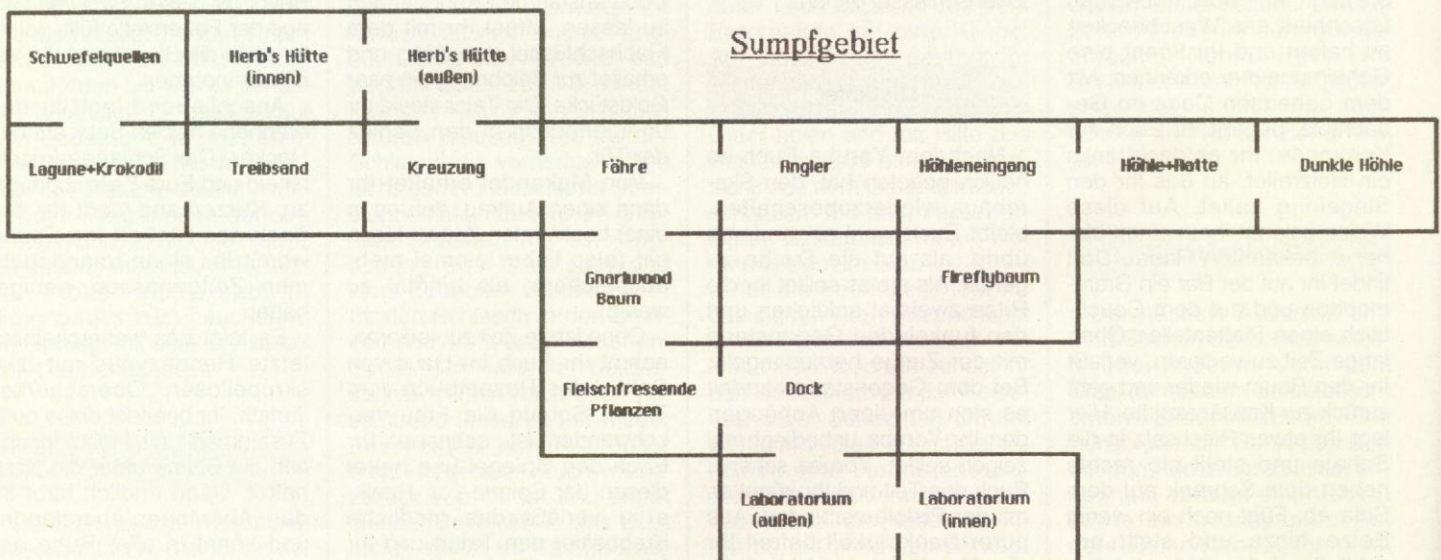 Sumpfgebiet
Schwefelquellen
Herb's Hütte
(innen)
Herb's Hütte
(außen)
Lagune+Krokodil
Treibsand
Kreuzung
Fähre
Dschungler
Höhleneingang
Höhle+Ratte
Dunkle Höhle
Gnarlwood
Baum
Fireflybaum
Fleischfressende
Pflanzen
Dock
Laboratorium
(außen)
Laboratorium
(innen)